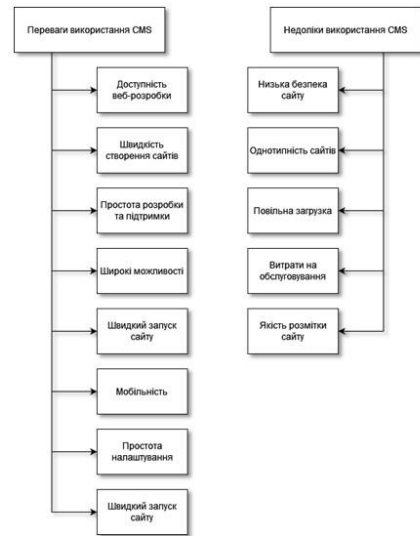 Переваги використання CMS
Доступність
веб-розробки
Швидкість
створення сайтів
Простота розробки
та підтримки
Широкі можливості
Швидкий запуск
сайту
Мобільність
Простота
налаштування
Швидкий запуск
сайту
Недоліки використання CMS
Низька безпека
сайту
Однотипність сайтів
Повільна загрузка
Витрати на
обслуговування
Якість розмітки
сайту